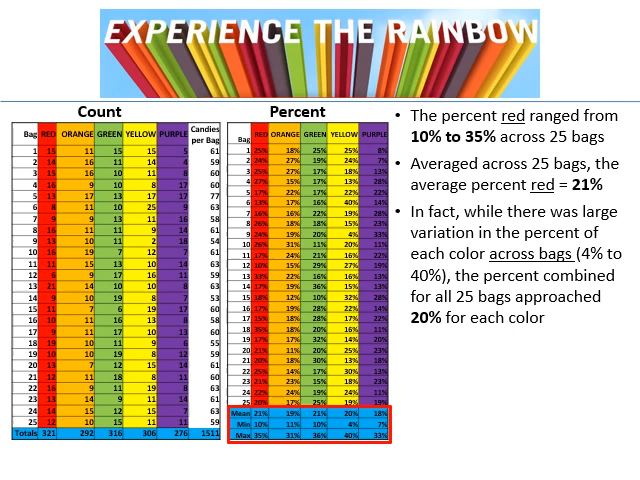 EXPERIENCE THE RAINBOW
Count
Bag RED ORANGE GREEN YELLOW PURPLE Candies per Bag
1 15 11 15 15 5 61
2 14 16 11 14 4 59
3 15 16 10 11 8 60
4 16 9 10 8 17 60
5 13 17 13 17 17 77
6 8 11 10 25 9 63
7 9 9 13 11 16 58
8 16 11 11 9 14 61
9 13 10 11 2 18 54
10 16 19 7 12 7 61
11 11 15 13 10 14 63
12 6 9 17 16 11 59
13 21 14 10 10 8 63
14 9 10 19 8 7 53
15 11 7 6 19 17 60
16 10 11 16 13 8 58
17 9 11 17 10 13 60
18 19 10 11 9 6 55
19 10 10 19 8 12 59
20 13 7 12 15 14 61
21 12 11 18 8 11 60
22 16 9 11 19 8 63
23 13 14 9 11 14 61
24 14 15 12 15 7 63
25 12 10 15 11 11 59
Totals 321 292 316 306 276 1511
Percent
Bag RED ORANGE GREEN YELLOW PURPLE
1 25% 18% 25% 25% 8%
2 24% 27% 19% 24% 7%
3 25% 27% 17% 18% 13%
4 27% 15% 17% 13% 28%
5 17% 22% 17% 22% 22%
6 13% 17% 16% 40% 14%
7 16% 16% 22% 19% 28%
8 26% 18% 18% 15% 23%
9 24% 19% 20% 4% 33%
10 26% 31% 11% 20% 11%
11 17% 24% 21% 16% 22%
12 10% 15% 29% 27% 19%
13 33% 22% 16% 16% 13%
14 17% 19% 36% 15% 13%
15 18% 12% 10% 32% 28%
16 17% 19% 28% 22% 14%
17 15% 18% 28% 17% 22%
18 35% 18% 20% 16% 11%
19 17% 17% 32% 14% 20%
20 21% 11% 20% 25% 23%
21 20% 18% 30% 13% 18%
22 25% 14% 17% 30% 13%
23 21% 23% 15% 18% 23%
24 22% 24% 19% 24% 11%
25 20% 17% 25% 19% 19%
Mean 21% 19% 21% 20% 18%
Min 10% 11% 10% 4% 7%
Max 35% 31% 36% 40% 33%
• The percent red ranged from
10% to 35% across 25 bags
• Averaged across 25 bags, the
average percent red = 21%
• In fact, while there was large
variation in the percent of
each color across bags (4% to
40%), the percent combined
for all 25 bags approached
20% for each color